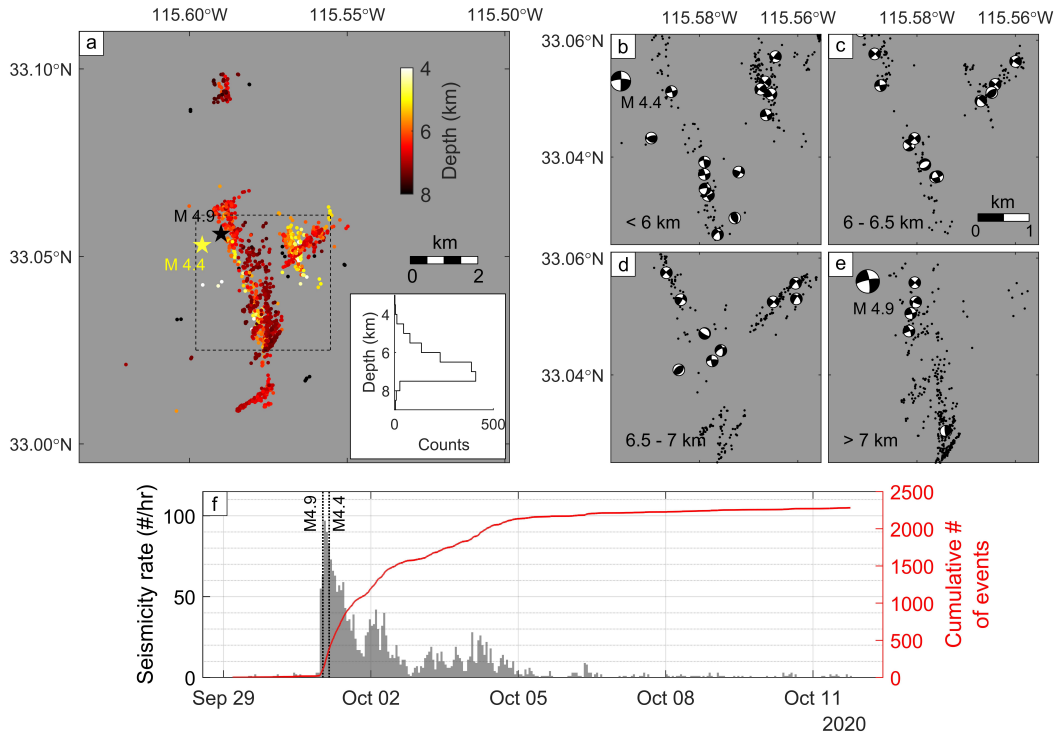 115.60°W 115.55°W 115.50°W
115.58°W 115.56°W 115.58°W 115.56°W
a
33.10°N
33.05°N
33.00°N
4
6
8
Depth (km)
M 4.9
M 4.4
km
0 2
4
6
8
Depth (km)
0 500
Counts
b
33.06°N
33.04°N
M 4.4
< 6 km
c
6 - 6.5 km
km
0 1
d
33.06°N
33.04°N
6.5 - 7 km
e
M 4.9
> 7 km
f
M4.9
M4.4
Seismicity rate (#/hr)
100
50
0
2500
2000
1500
1000
500
0
Cumulative #
of events
Sep 29 Oct 02 Oct 05 Oct 08 Oct 11
2020